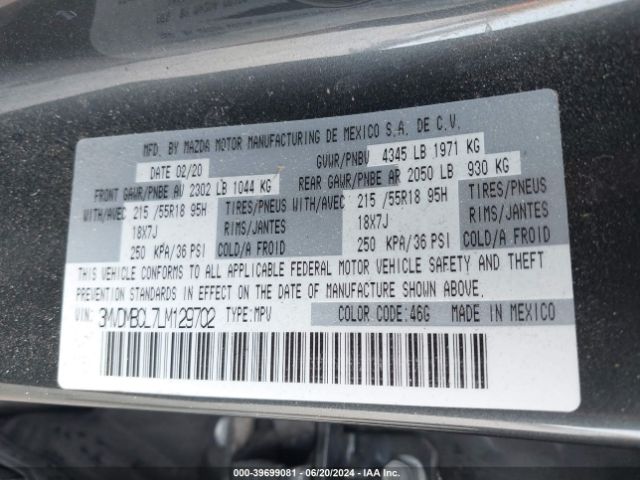 MFD. BY MAZDA MOTOR MANUFACTURING DE MEXICO S.A. DE C.V.
DATE 02/20 GVWR/PNBV 4345 LB 1971 KG
FRONT GAWR/PNBE AV 2302 LB 1044 KG REAR GAWR/PNBE AR 2050 LB 930 KG
WITH/AVEC 215 /55R18 95H TIRES/PNEUS WITH/AVEC 215 /55R18 95H TIRES/PNEUS
18X7J RIMS/JANTES 18X7J RIMS/JANTES
250 KPA/36 PSI COLD/A FROID 250 KPA/36 PSI COLD/A FROID
THIS VEHICLE CONFORMS TO ALL APPLICABLE FEDERAL MOTOR VEHICLE SAFETY AND THEFT
PREVENTION STANDARDS IN EFFECT ON THE DATE OF MANUFACTURE SHOWN ABOVE.
VIN: 3MVDMBCL7LM129702 TYPE:MPV COLOR CODE:46G MADE IN MEXICO
000-39699081 - 06/20/2024 - IAA Inc.